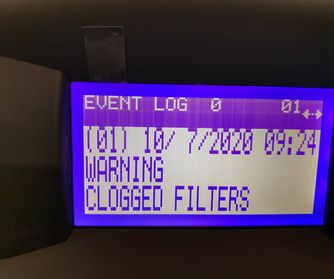 EVENT LOG 0 01
(01) 10/ 7/2020 09:24
WARNING
CLOGGED FILTERS